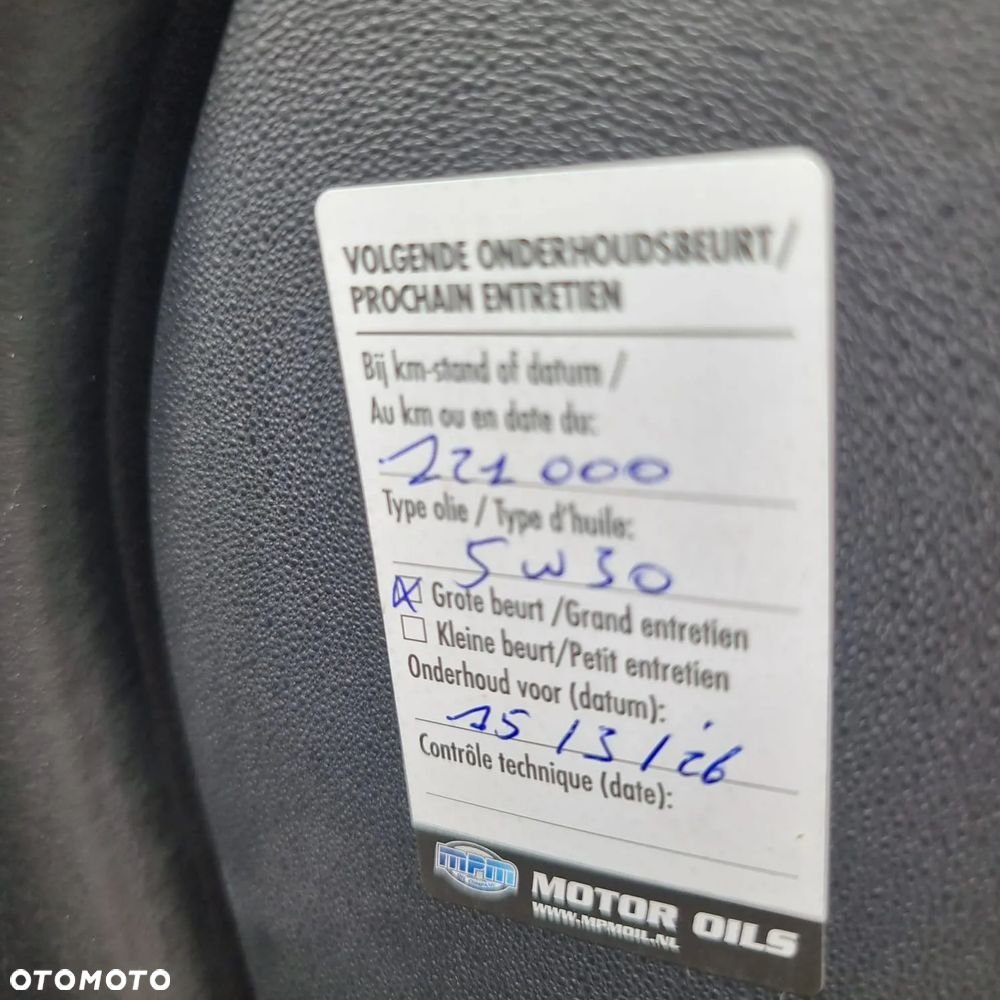 VOLGENDE ONDERHOUDSBEURT/
PROCHAIN ENTRETIEN
Bij km-stand of datum /
Au km ou en date du:
121 000
Type olie / Type d'huile:
5W30
Grote beurt /Grand entretien
Kleine beurt/Petit entretien
Onderhoud voor (datum):
15/3/26
Contrôle technique (date):
MPM
MOTOR OILS
WWW.MPMOIL.NL
OTOMOTO